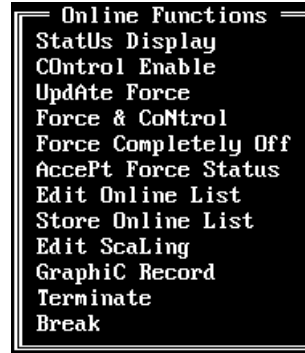 Online Functions
StatUs Display
COntrol Enable
UpdAte Force
Force & CoNtrol
Force Completely Off
AccePt Force Status
Edit Online List
Store Online List
Edit ScaLing
GraphiC Record
Terminate
Break